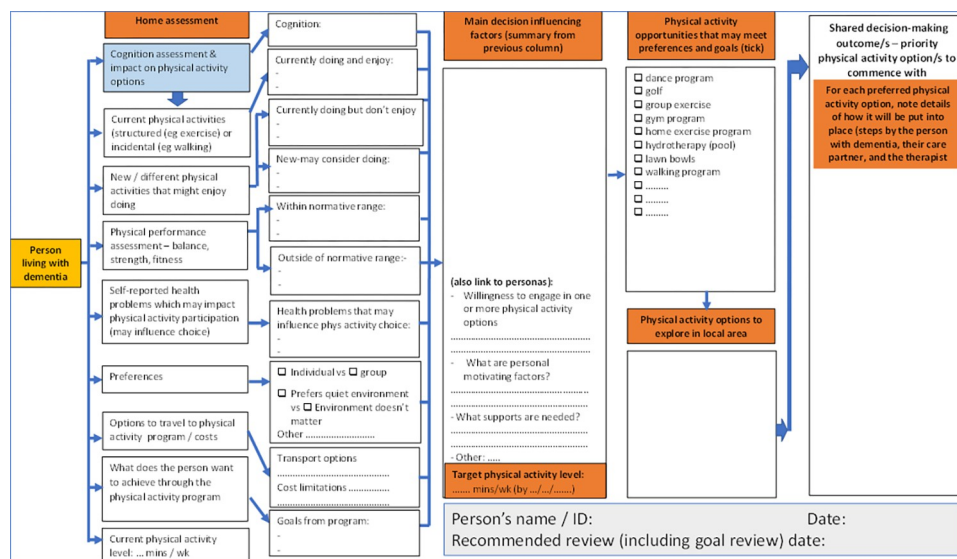 Person
living with
dementia
Home assessment
Cognition assessment &
impact on physical activity
options
Current physical activities
(structured (eg exercise) or
incidental (eg walking)
New / different physical
activities that might enjoy
doing
Physical performance
assessment – balance,
strength, fitness
Self-reported health
problems which may impact
physical activity participation
(may influence choice)
Preferences
Options to travel to physical
activity program / costs
What does the person want
to achieve through the
physical activity program
Current physical activity
level: ... mins / wk
Cognition:
-
Currently doing and enjoy:
-
-
Currently doing but don't enjoy
-
-
New-may consider doing:
-
-
Within normative range:
-
-
Outside of normative range:-
-
-
Health problems that may
influence phys activity choice:
-
-
❑ Individual vs ❑ group
❑ Prefers quiet environment
vs ❑ Environment doesn't
matter
Other ............................
Transport options
....................................
Cost limitations ................
....................................
Goals from program:
-
-
Main decision influencing
factors (summary from
previous column)
(also link to personas):
- Willingness to engage in one
or more physical activity
options
..........................................
..........................................
- What are personal
motivating factors?
..........................................
..........................................
- What supports are needed?
..........................................
..........................................
- Other: .....
Target physical activity level:
....... mins/wk (by .../.../.......)
Physical activity
opportunities that may meet
preferences and goals (tick)
❑ dance program
❑ golf
❑ group exercise
❑ gym program
❑ home exercise program
❑ hydrotherapy (pool)
❑ lawn bowls
❑ walking program
❑ .........
❑ .........
❑ .........
Physical activity options to
explore in local area
Shared decision-making
outcome/s – priority
physical activity option/s to
commence with
For each preferred physical
activity option, note details
of how it will be put into
place (steps by the person
with dementia, their care
partner, and the therapist
Person's name / ID: Date:
Recommended review (including goal review) date: